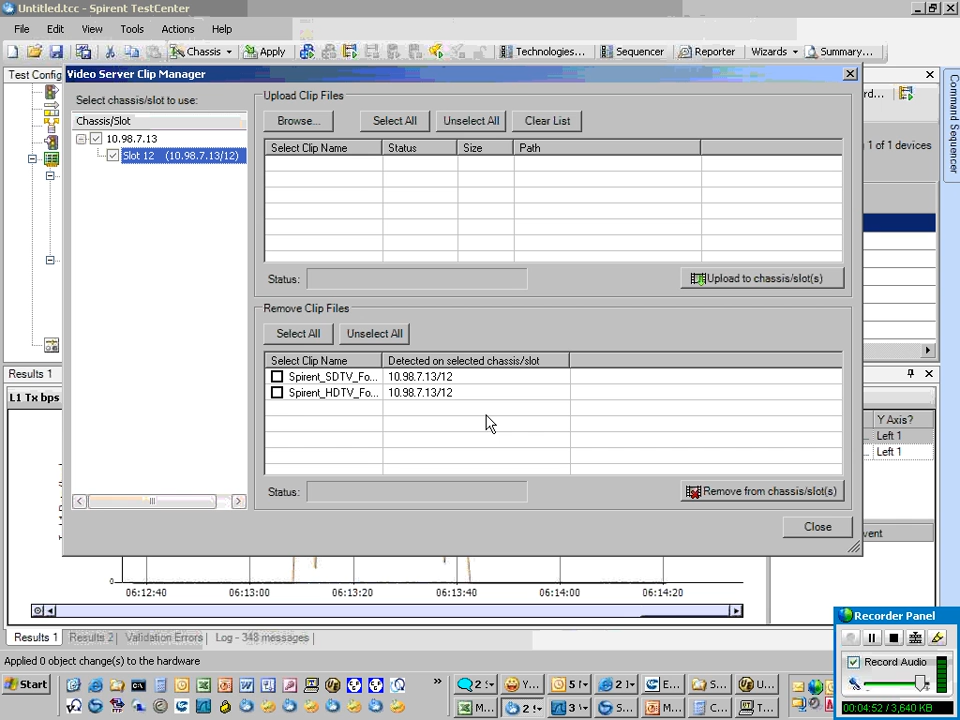 Untitled.tcc - Spirent TestCenter
File Edit View Tools Actions Help
Chassis Apply Technologies... Sequencer Reporter Wizards Summary...
Test Config
Video Server Clip Manager
Command Sequencer
Select chassis/slot to use:
Chassis/Slot
10.98.7.13
Slot 12 (10.98.7.13/12)
Upload Clip Files
Browse... Select All Unselect All Clear List
Select Clip Name Status Size Path
Status: Upload to chassis/slot(s)
Remove Clip Files
Select All Unselect All
Select Clip Name Detected on selected chassis/slot
Spirent_SDTV_Fo... 10.98.7.13/12
Spirent_HDTV_Fo... 10.98.7.13/12
Status: Remove from chassis/slot(s)
Close
rd...
1 of 1 devices
Results 1
L1 Tx bps
Y Axis?
... Left 1
... Left 1
vent
0
06:12:40 06:13:00 06:13:20 06:13:40 06:14:00 06:14:20
Results 1 Results 2 Validation Errors Log - 348 messages
Applied 0 object change(s) to the hardware
Recorder Panel
Record Audio
00:04:52 / 3,640 KB
Start 2 Y... 5 2 E... S... U...
M... 2 3 S... M... C... T...